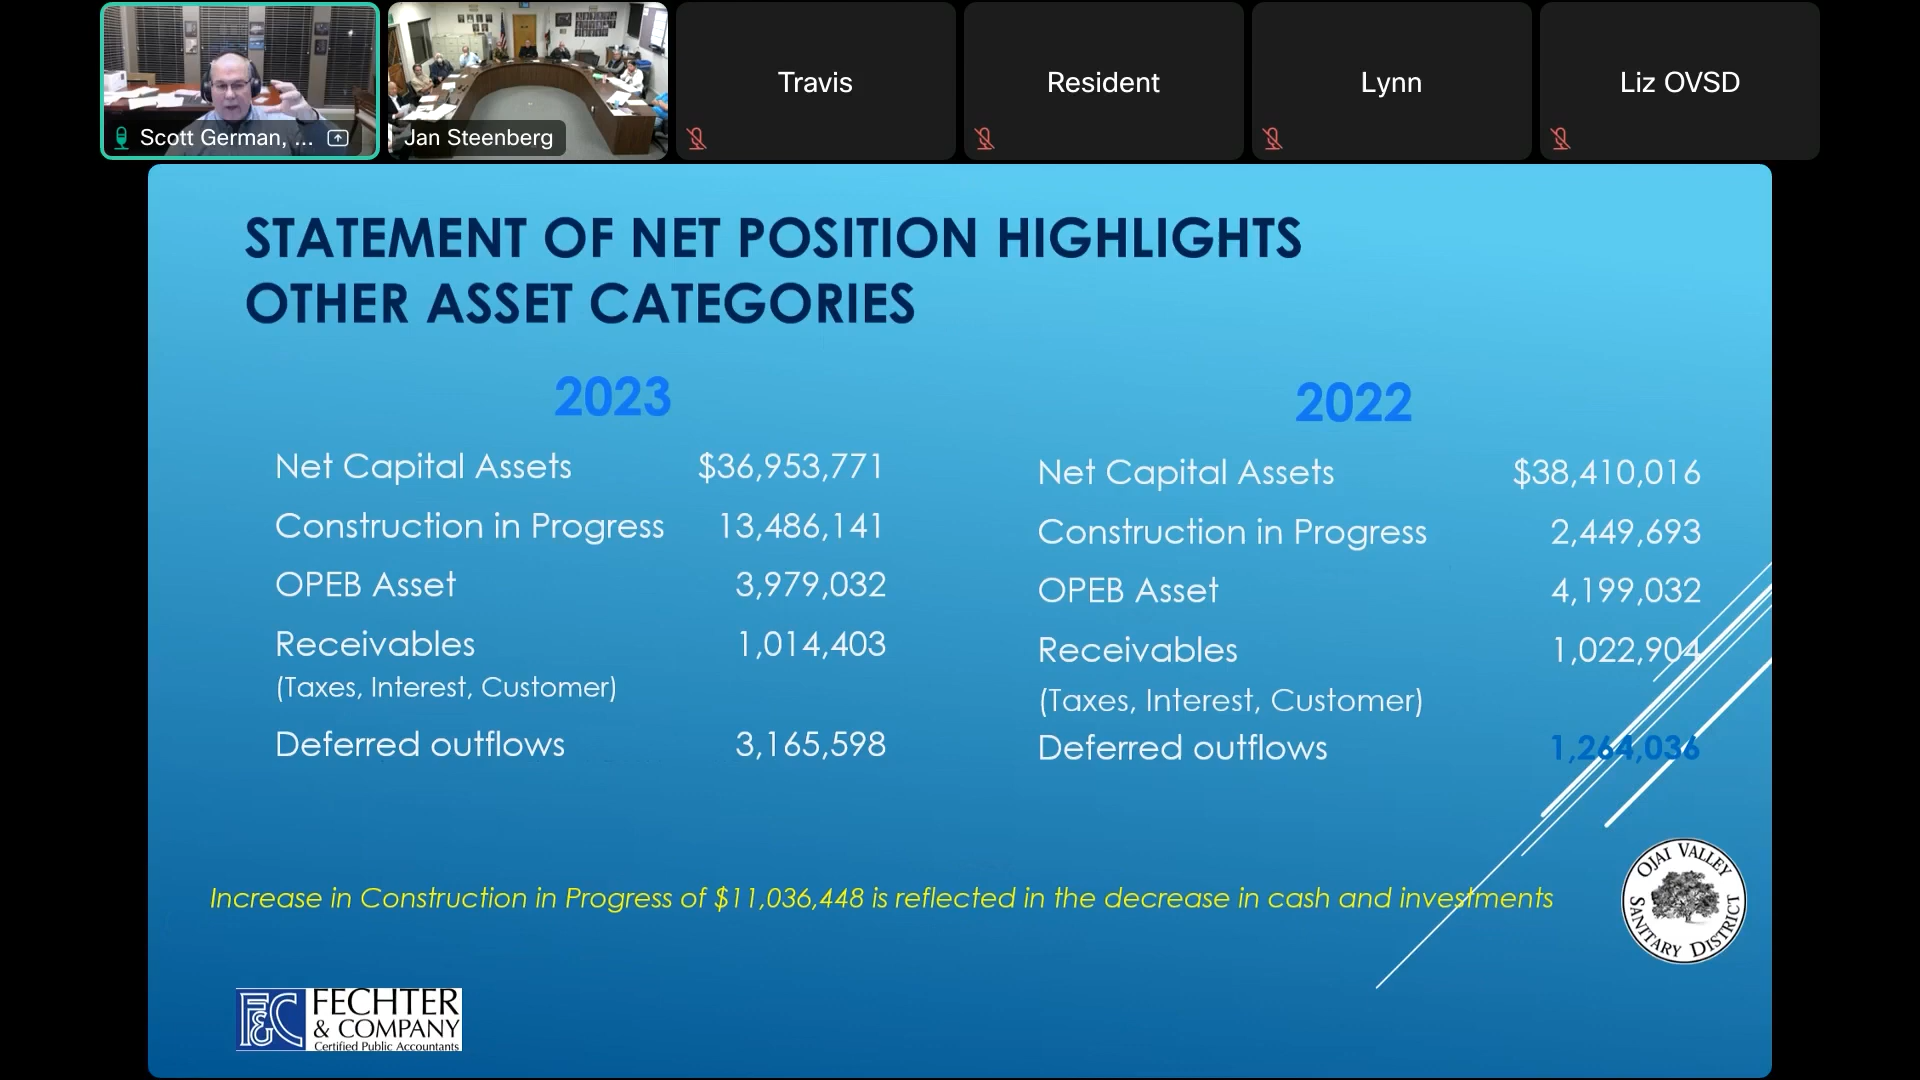 Travis
Resident
Lynn
Liz OVSD
Scott German, ...
Jan Steenberg
STATEMENT OF NET POSITION HIGHLIGHTS
OTHER ASSET CATEGORIES
2023
Net Capital Assets $36,953,771
Construction in Progress 13,486,141
OPEB Asset 3,979,032
Receivables 1,014,403
(Taxes, Interest, Customer)
Deferred outflows 3,165,598
2022
Net Capital Assets $38,410,016
Construction in Progress 2,449,693
OPEB Asset 4,199,032
Receivables 1,022,904
(Taxes, Interest, Customer)
Deferred outflows 1,264,036
Increase in Construction in Progress of $11,036,448 is reflected in the decrease in cash and investments
OJAI VALLEY
SANITARY DISTRICT
F&C
FECHTER
& COMPANY
Certified Public Accountants